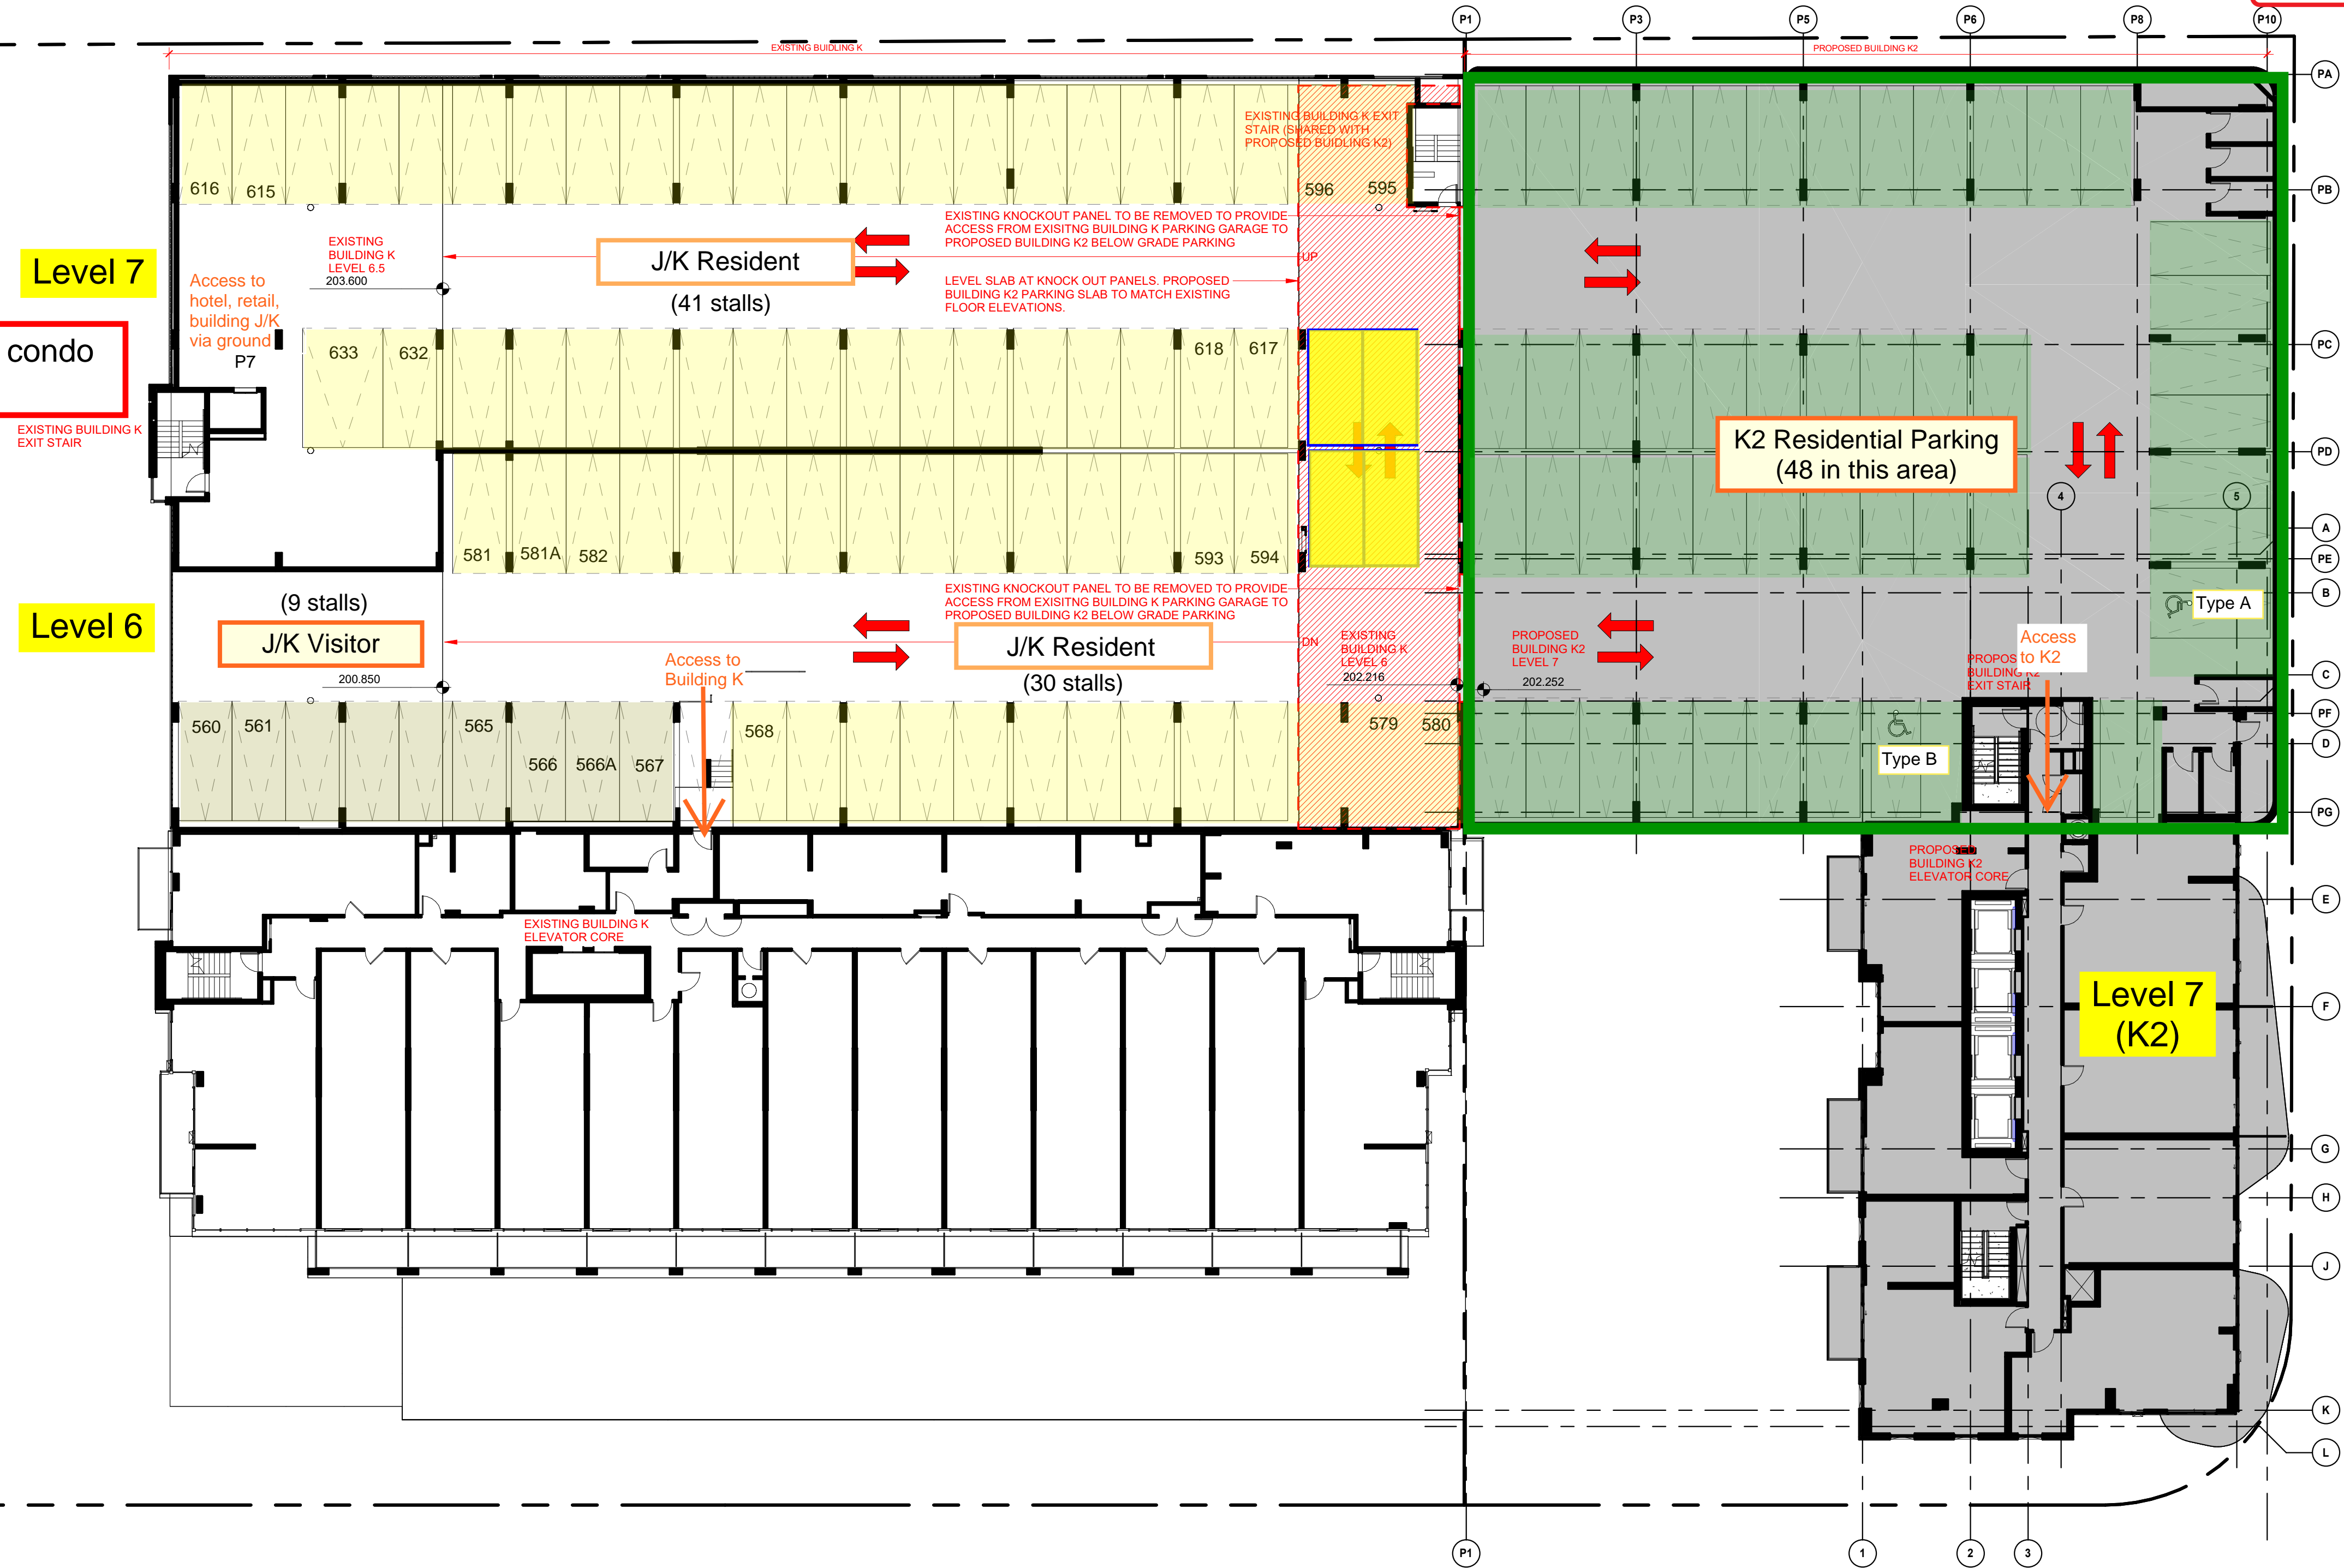 P1
P3
P5
P6
P8
P10
EXISTING BUIDLING K
PROPOSED BUILDING K2
PA
EXISTING BUILDING K EXIT
STAIR (SHARED WITH
PROPOSED BUIDLING K2)
616
615
596
595
PB
EXISTING KNOCKOUT PANEL TO BE REMOVED TO PROVIDE
ACCESS FROM EXISITNG BUILDING K PARKING GARAGE TO
PROPOSED BUILDING K2 BELOW GRADE PARKING
Level 7
EXISTING
BUILDING K
LEVEL 6.5
203.600
J/K Resident
(41 stalls)
UP
Access to
hotel, retail,
building J/K
via ground
P7
LEVEL SLAB AT KNOCK OUT PANELS. PROPOSED
BUILDING K2 PARKING SLAB TO MATCH EXISTING
FLOOR ELEVATIONS.
condo
633
632
618
617
PC
EXISTING BUILDING K
EXIT STAIR
K2 Residential Parking
(48 in this area)
PD
4
5
A
581
581A
582
593
594
PE
EXISTING KNOCKOUT PANEL TO BE REMOVED TO PROVIDE
ACCESS FROM EXISITNG BUILDING K PARKING GARAGE TO
PROPOSED BUILDING K2 BELOW GRADE PARKING
B
Type A
Level 6
(9 stalls)
J/K Visitor
J/K Resident
(30 stalls)
DN
EXISTING
BUILDING K
LEVEL 6
202.216
PROPOSED
BUILDING K2
LEVEL 7
202.252
Access
to K2
PROPOS
BUILDING K2
EXIT STAIR
Access to
Building K
200.850
C
560
561
565
566
566A
567
568
579
580
PF
D
Type B
PG
PROPOSED
BUILDING K2
ELEVATOR CORE
EXISTING BUILDING K
ELEVATOR CORE
E
Level 7
(K2)
F
G
H
J
K
L
P1
1
2
3